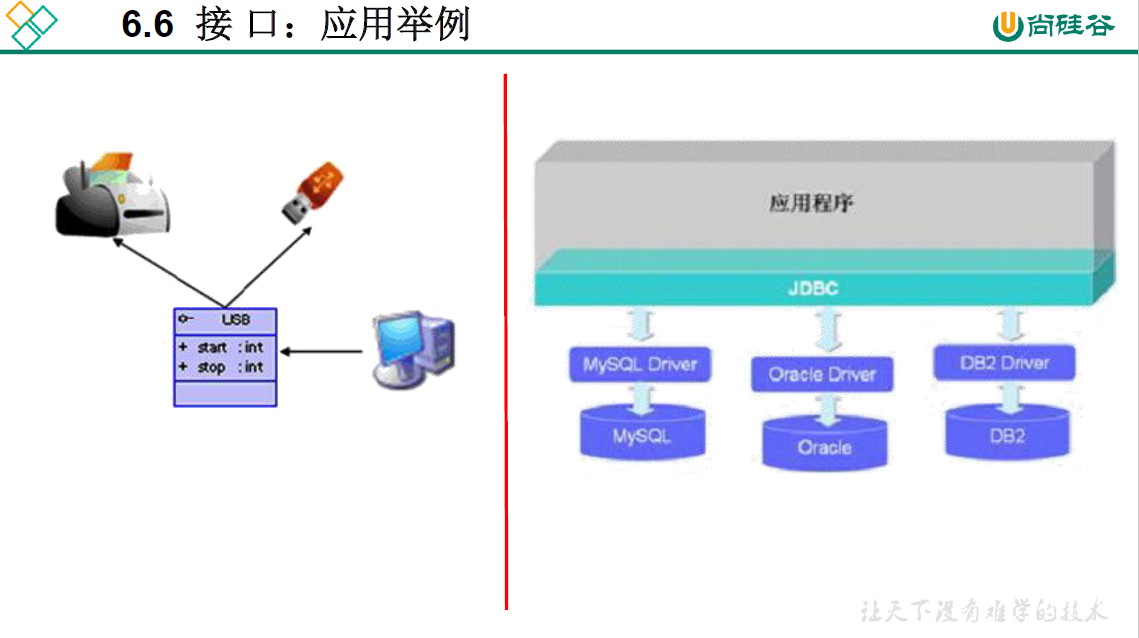 6.6 接 口：应用举例
尚硅谷
USB
+ start : int
+ stop : int
应用程序
JDBC
MySQL Driver
Oracle Driver
DB2 Driver
MySQL
Oracle
DB2
让天下没有难学的技术